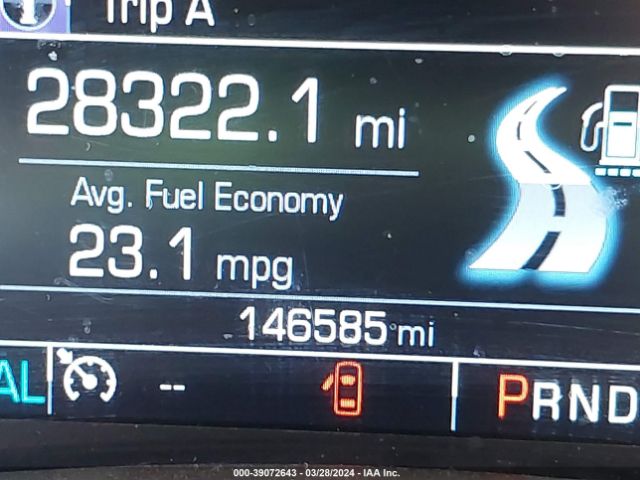 Trip A
28322.1 mi
Avg. Fuel Economy
23.1 mpg
146585 mi
AL -- PRND
000-39072643 - 03/28/2024 - IAA Inc.